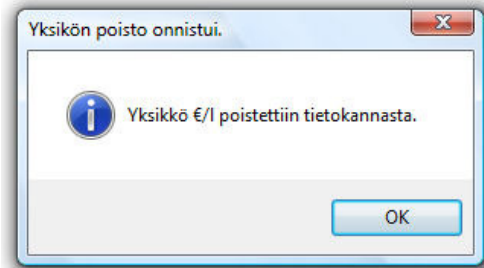 Yksikön poisto onnistui.
Yksikkö €/l poistettiin tietokannasta.
OK